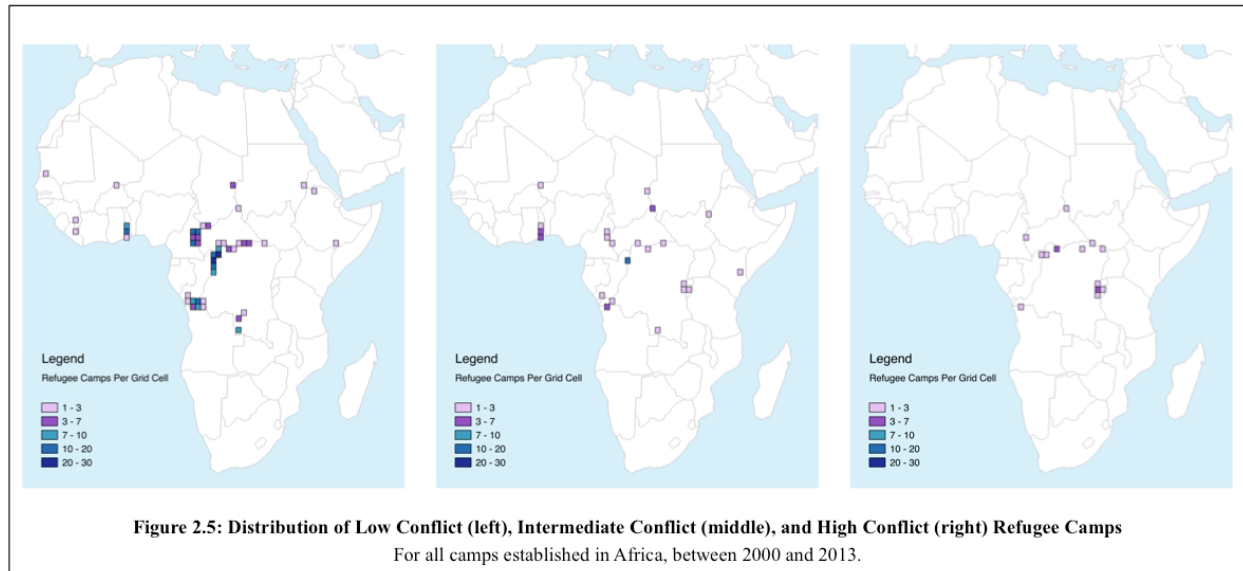 Legend
Refugee Camps Per Grid Cell
1 - 3
3 - 7
7 - 10
10 - 20
20 - 30
Legend
Refugee Camps Per Grid Cell
1 - 3
3 - 7
7 - 10
10 - 20
20 - 30
Legend
Refugee Camps Per Grid Cell
1 - 3
3 - 7
7 - 10
10 - 20
20 - 30
Figure 2.5: Distribution of Low Conflict (left), Intermediate Conflict (middle), and High Conflict (right) Refugee Camps
For all camps established in Africa, between 2000 and 2013.